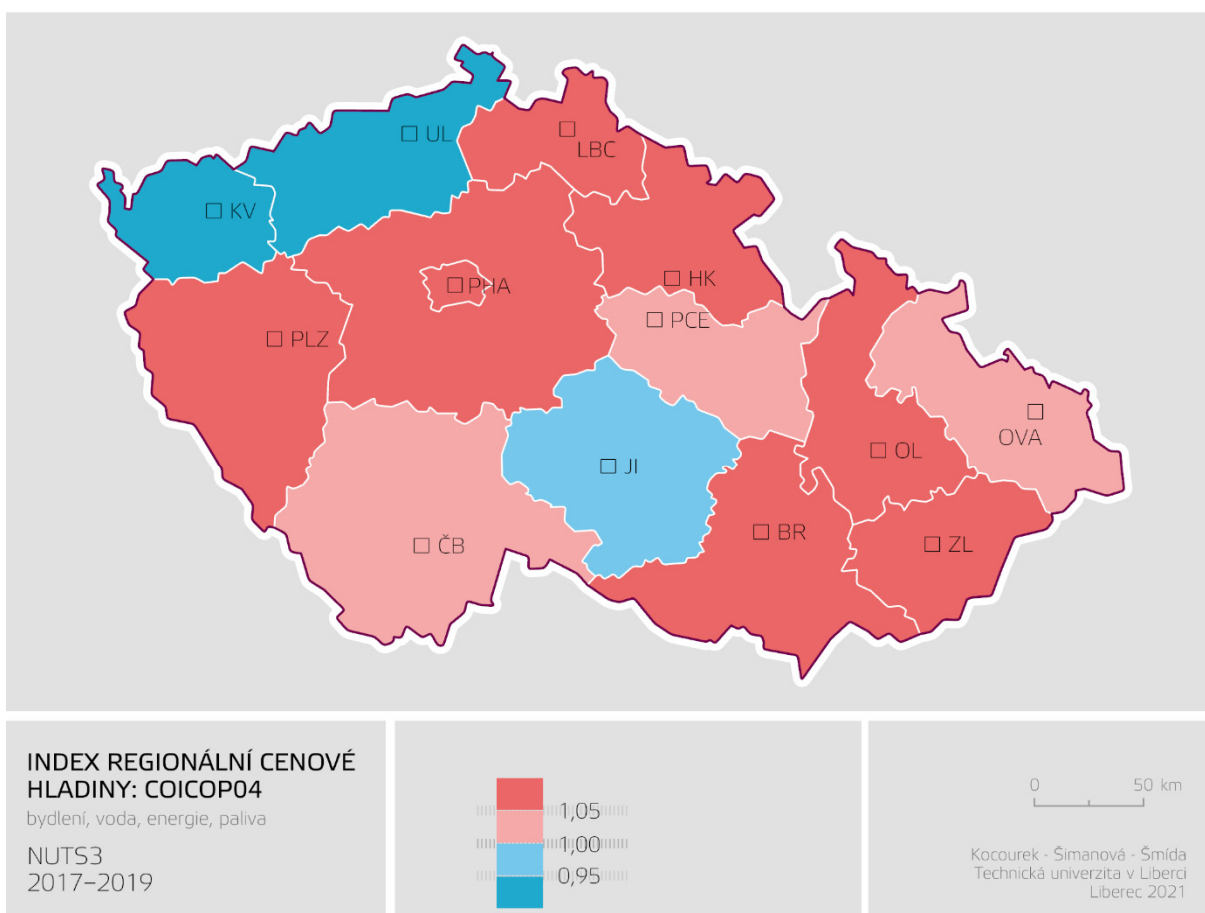 UL
LBC
KV
HK
PHA
PCE
PLZ
OVA
OL
JI
BR
ZL
ČB
INDEX REGIONÁLNÍ CENOVÉ
HLADINY: COICOP04
bydlení, voda, energie, paliva
NUTS3
2017–2019
1,05
1,00
0,95
0 50 km
Kocourek - Šimanová - Šmída
Technická univerzita v Liberci
Liberec 2021